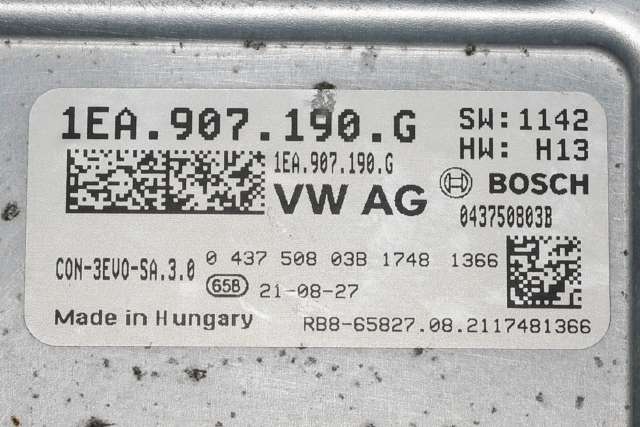 1EA.907.190.G
SW:1142
HW: H13
1EA.907.190.G
VW AG
BOSCH
043750803B
CON-3EVO-SA.3.0
0 437 508 03B 1748 1366
658 21-08-27
Made in Hungary
RB8-65827.08.2117481366